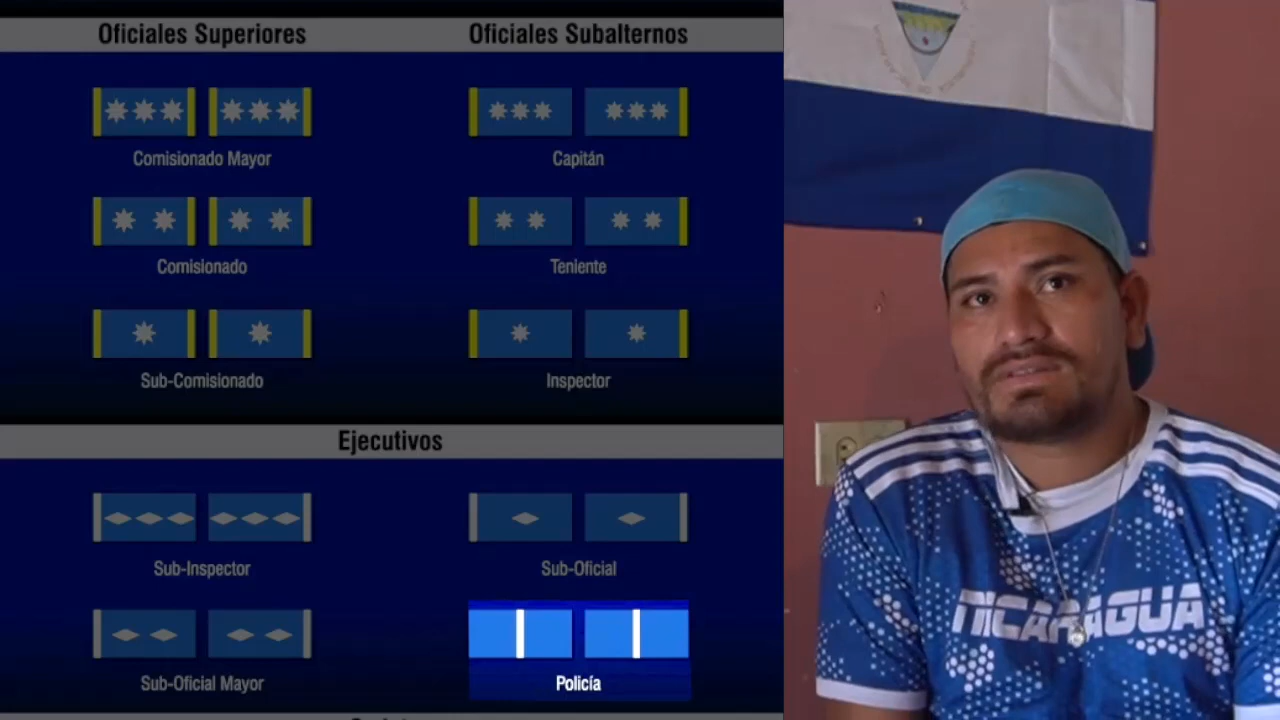 Oficiales Superiores
Oficiales Subalternos
Comisionado Mayor
Capitán
Comisionado
Teniente
Sub-Comisionado
Inspector
Ejecutivos
Sub-Inspector
Sub-Oficial
Sub-Oficial Mayor
Policía
NICARAGUA